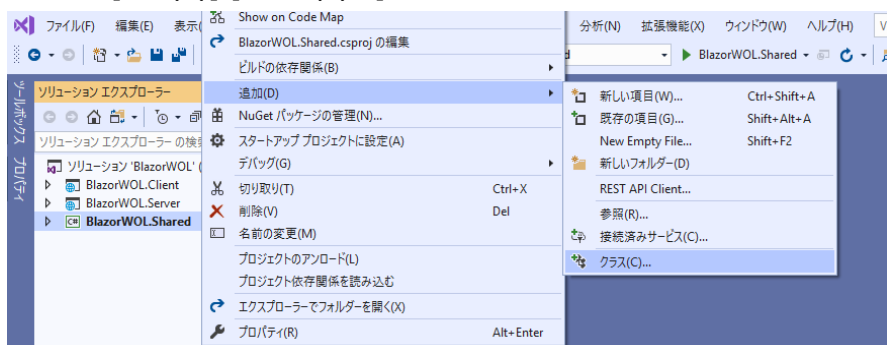 ファイル(F) 編集(E) 表示(
Show on Code Map
分析(N) 拡張機能(X) ウィンドウ(W) ヘルプ(H)
BlazorWOL.Shared.csproj の編集
BlazorWOL.Shared
ビルドの依存関係(B)
ツールボックス
プロパティ
ソリューション エクスプローラー
ソリューション エクスプローラー の検索
ソリューション 'BlazorWOL' (
BlazorWOL.Client
BlazorWOL.Server
C# BlazorWOL.Shared
追加(D)
NuGet パッケージの管理(N)...
スタートアップ プロジェクトに設定(A)
デバッグ(G)
切り取り(T) Ctrl+X
削除(V) Del
名前の変更(M)
プロジェクトのアンロード(L)
プロジェクト依存関係を読み込む
エクスプローラーでフォルダーを開く(X)
プロパティ(R) Alt+Enter
新しい項目(W)... Ctrl+Shift+A
既存の項目(G)... Shift+Alt+A
New Empty File... Shift+F2
新しいフォルダー(D)
REST API Client...
参照(R)...
接続済みサービス(C)...
クラス(C)...